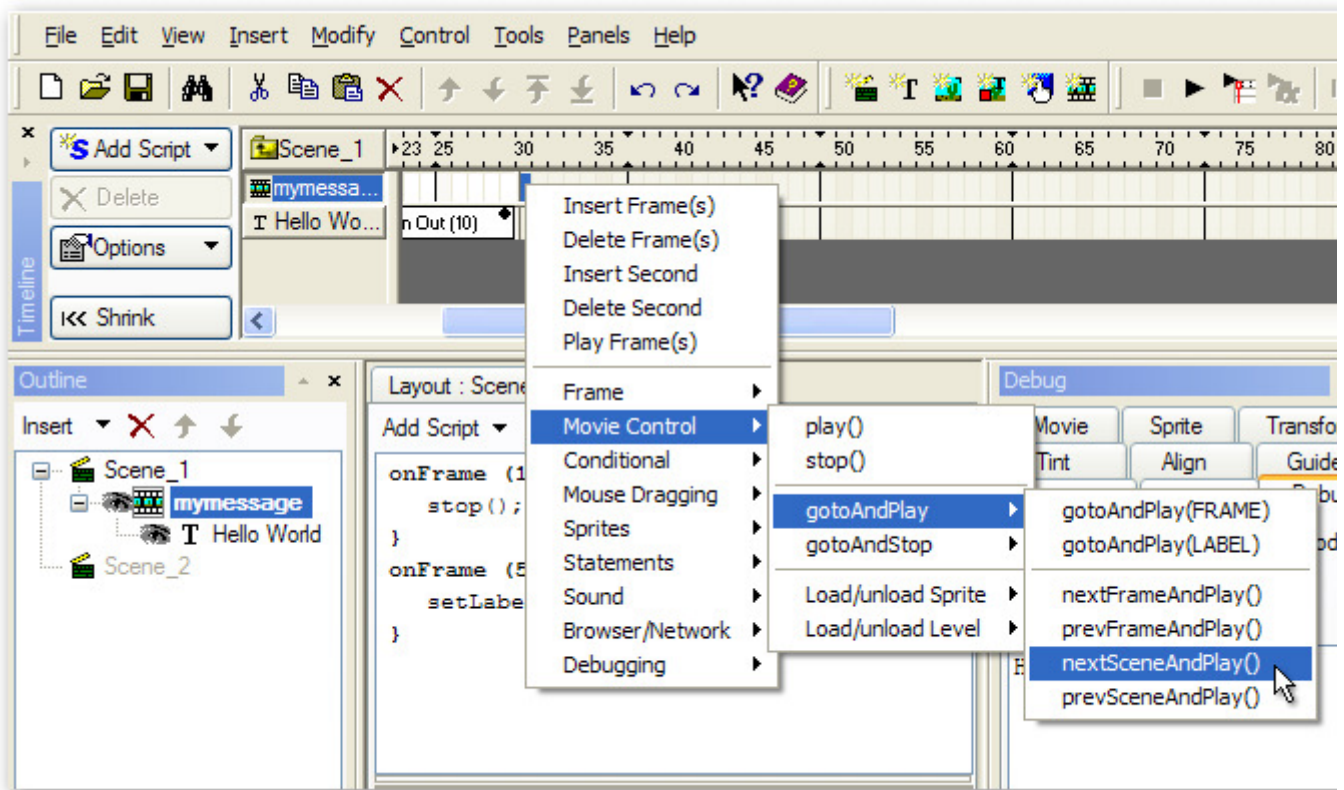 File Edit View Insert Modify Control Tools Panels Help
Add Script
Scene_1
23 25 30 35 40 45 50 55 60 65 70 75 80
Delete
mymessa...
T Hello Wo...
n Out (10)
Options
Shrink
Timeline
Insert Frame(s)
Delete Frame(s)
Insert Second
Delete Second
Play Frame(s)
Frame
Movie Control
Conditional
Mouse Dragging
Sprites
Statements
Sound
Browser/Network
Debugging
play()
stop()
gotoAndPlay
gotoAndStop
Load/unload Sprite
Load/unload Level
gotoAndPlay(FRAME)
gotoAndPlay(LABEL)
nextFrameAndPlay()
prevFrameAndPlay()
nextSceneAndPlay()
prevSceneAndPlay()
Outline
Insert
Scene_1
mymessage
T Hello World
Scene_2
Layout : Scene
Add Script
onFrame (1
stop();
}
onFrame (5
setLabe
}
Debug
Movie Sprite Transfo
Tint Align Guide